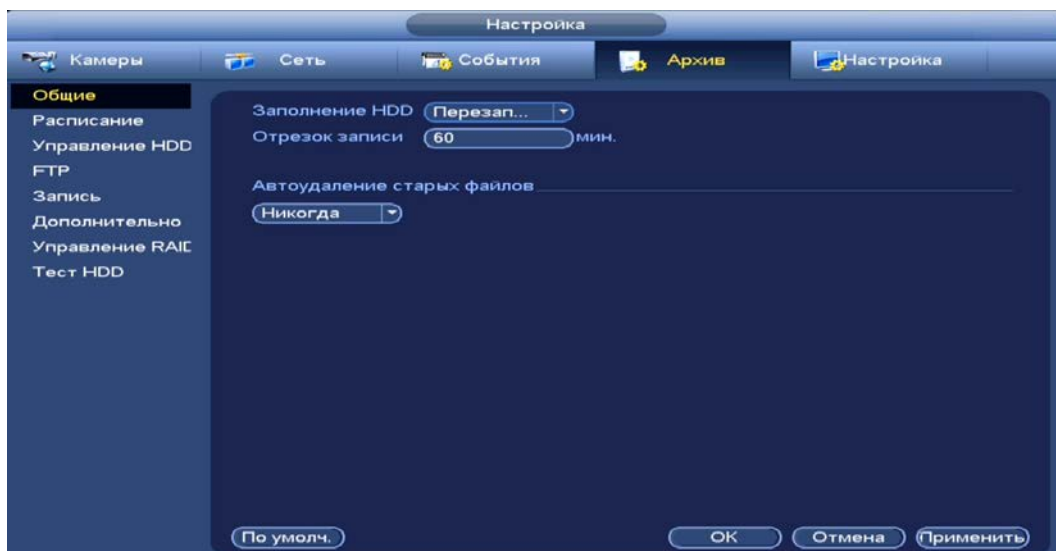 Настройка
Камеры Сеть События Архив Настройка
Общие
Расписание
Управление HDD
FTP
Запись
Дополнительно
Управление RAID
Тест HDD
Заполнение HDD Перезап...
Отрезок записи 60 мин.
Автоудаление старых файлов
Никогда
По умолч. OK Отмена Применить